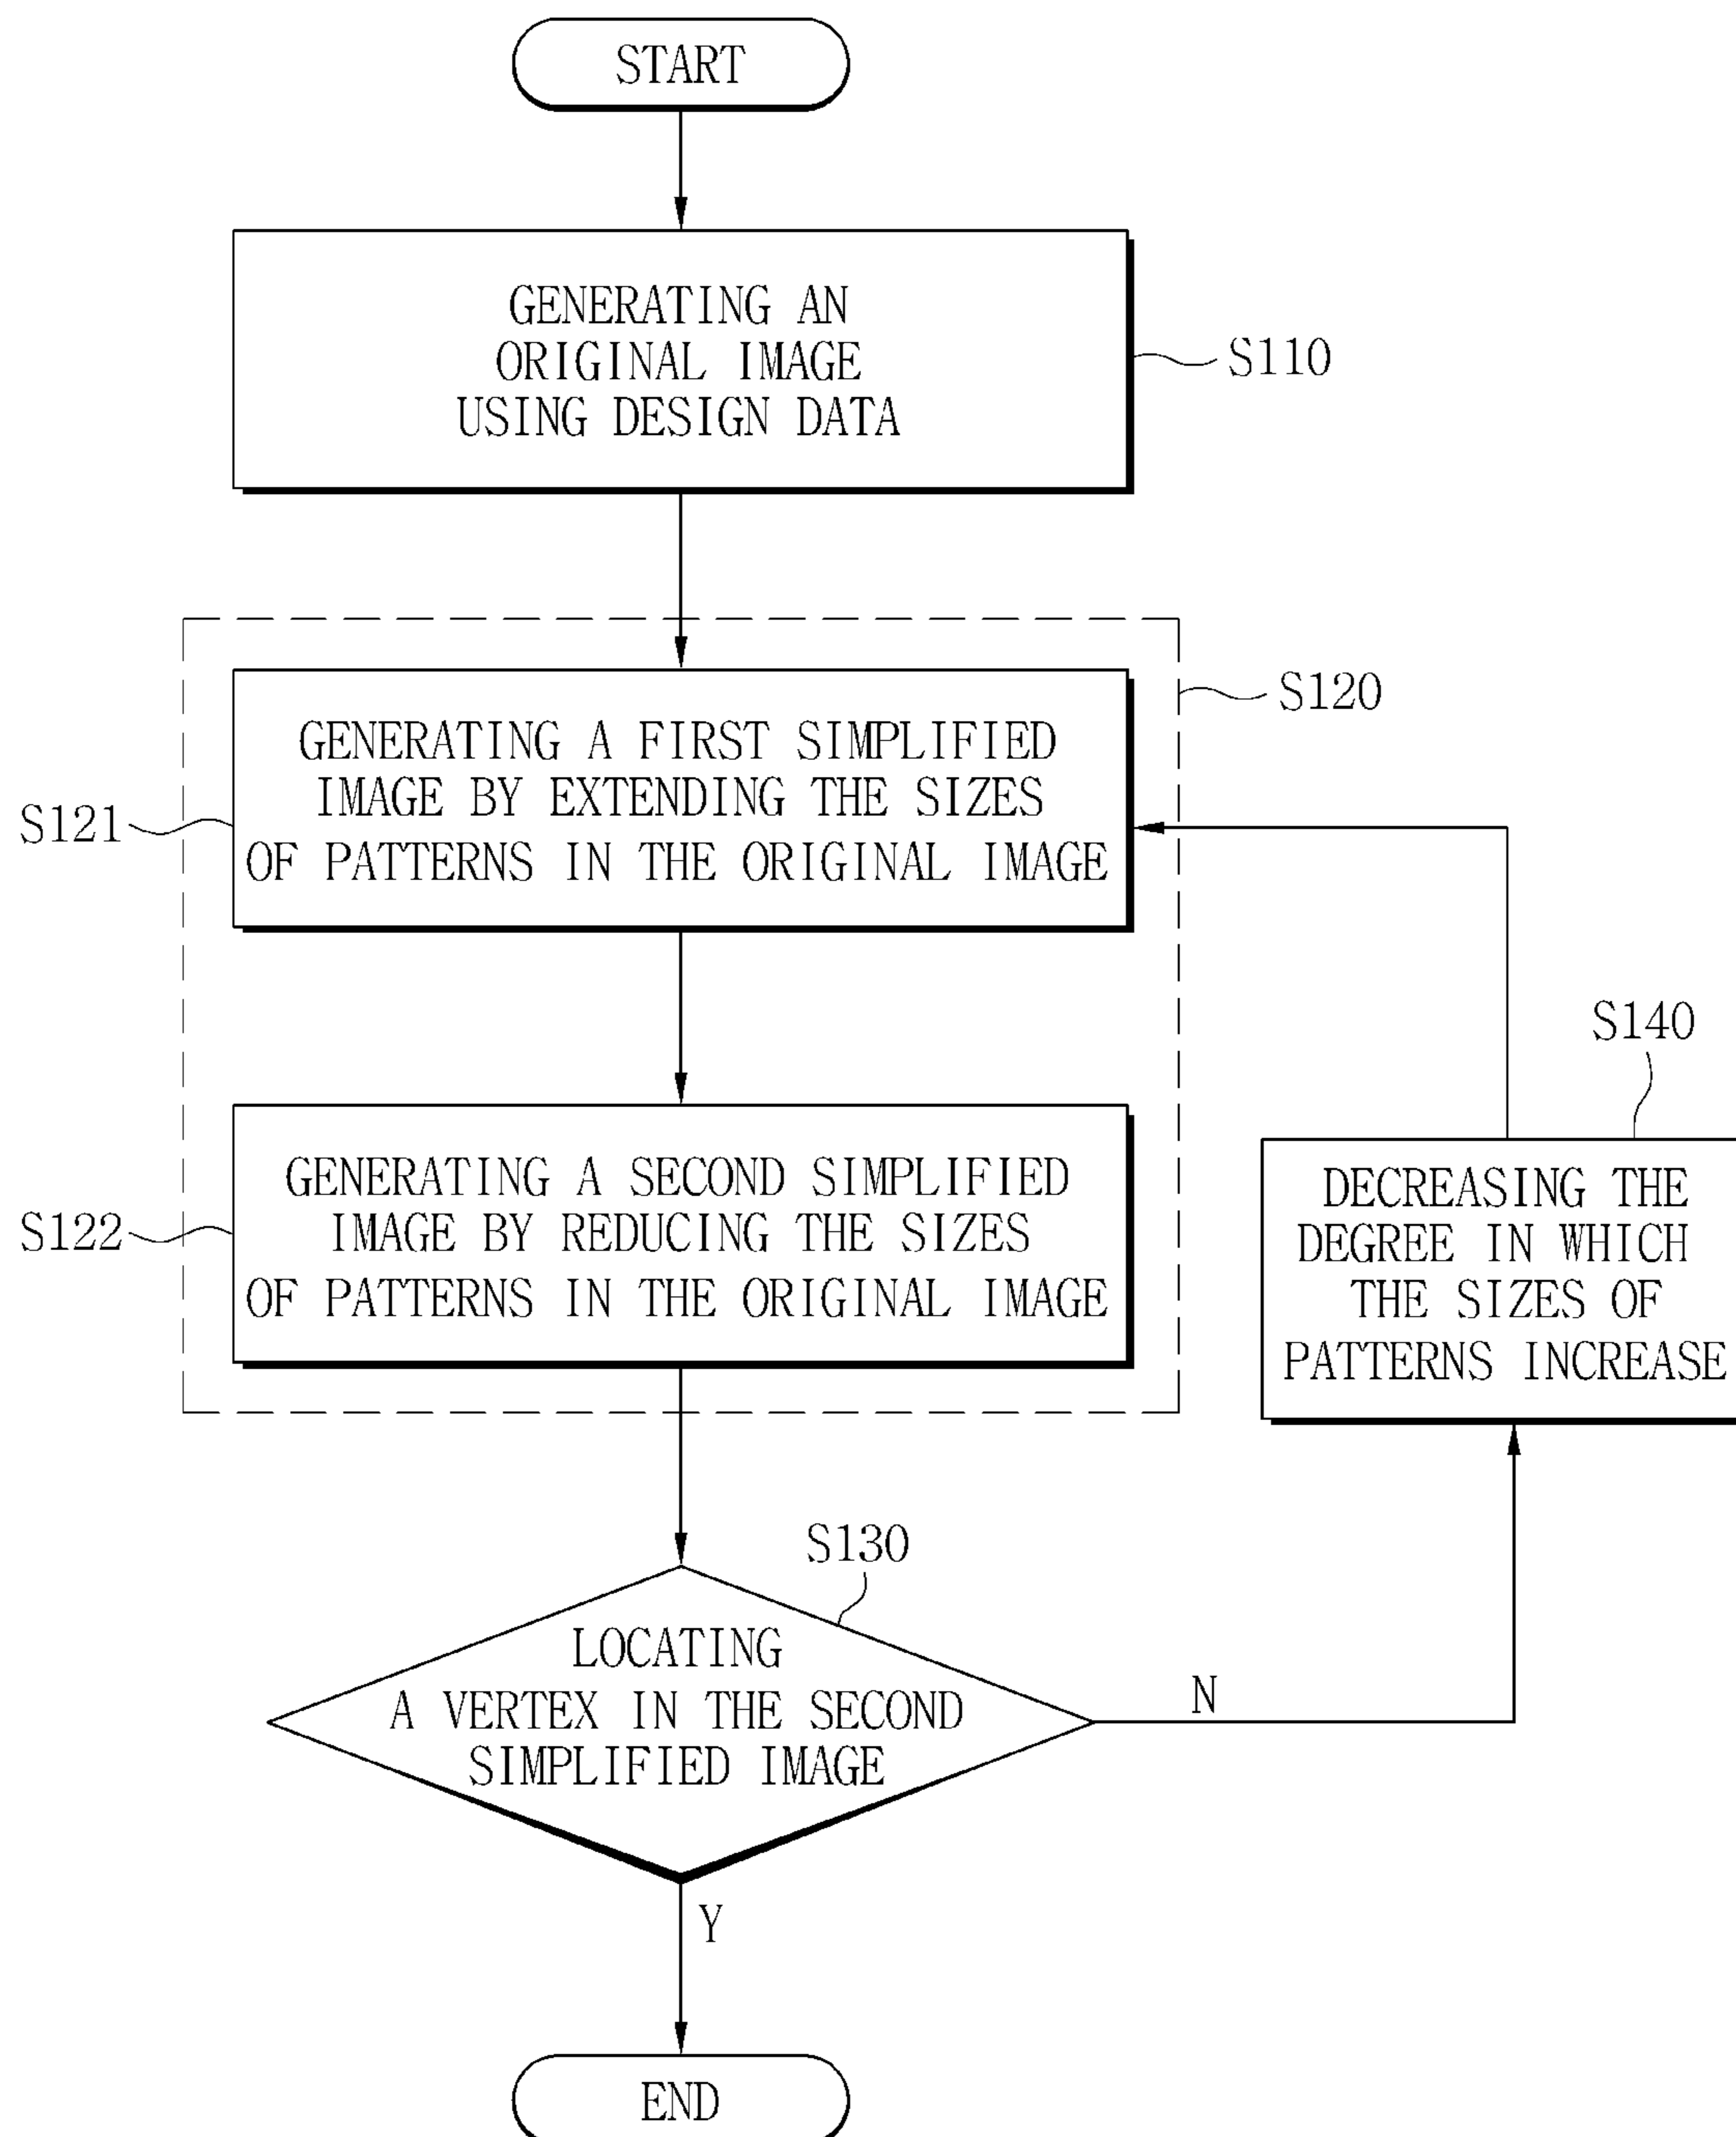 START
GENERATING AN
ORIGINAL IMAGE
USING DESIGN DATA
S110
S120
GENERATING A FIRST SIMPLIFIED
IMAGE BY EXTENDING THE SIZES
OF PATTERNS IN THE ORIGINAL IMAGE
S121
GENERATING A SECOND SIMPLIFIED
IMAGE BY REDUCING THE SIZES
OF PATTERNS IN THE ORIGINAL IMAGE
S122
S140
DECREASING THE
DEGREE IN WHICH
THE SIZES OF
PATTERNS INCREASE
S130
LOCATING
A VERTEX IN THE SECOND
SIMPLIFIED IMAGE
N
Y
END